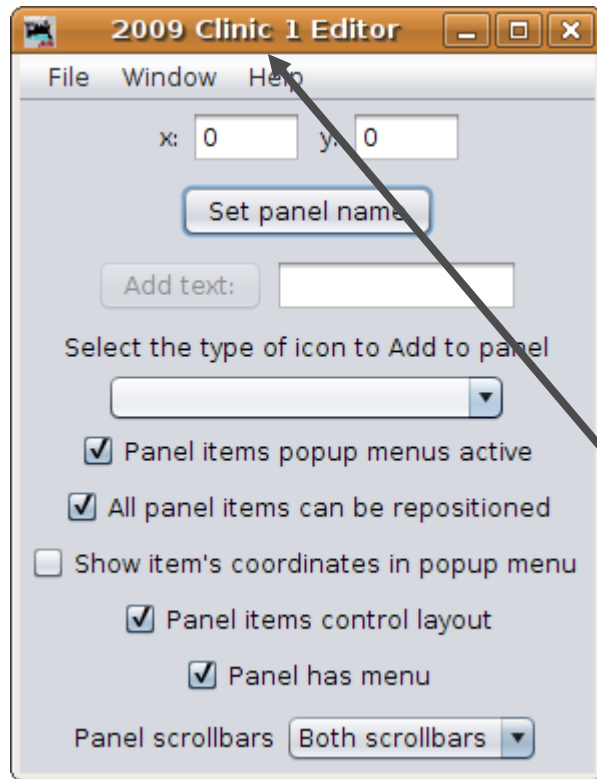 2009 Clinic 1 Editor
File Window Help
x: 0 y: 0
Set panel name
Add text:
Select the type of icon to Add to panel
Panel items popup menus active
All panel items can be repositioned
Show item's coordinates in popup menu
Panel items control layout
Panel has menu
Panel scrollbars Both scrollbars